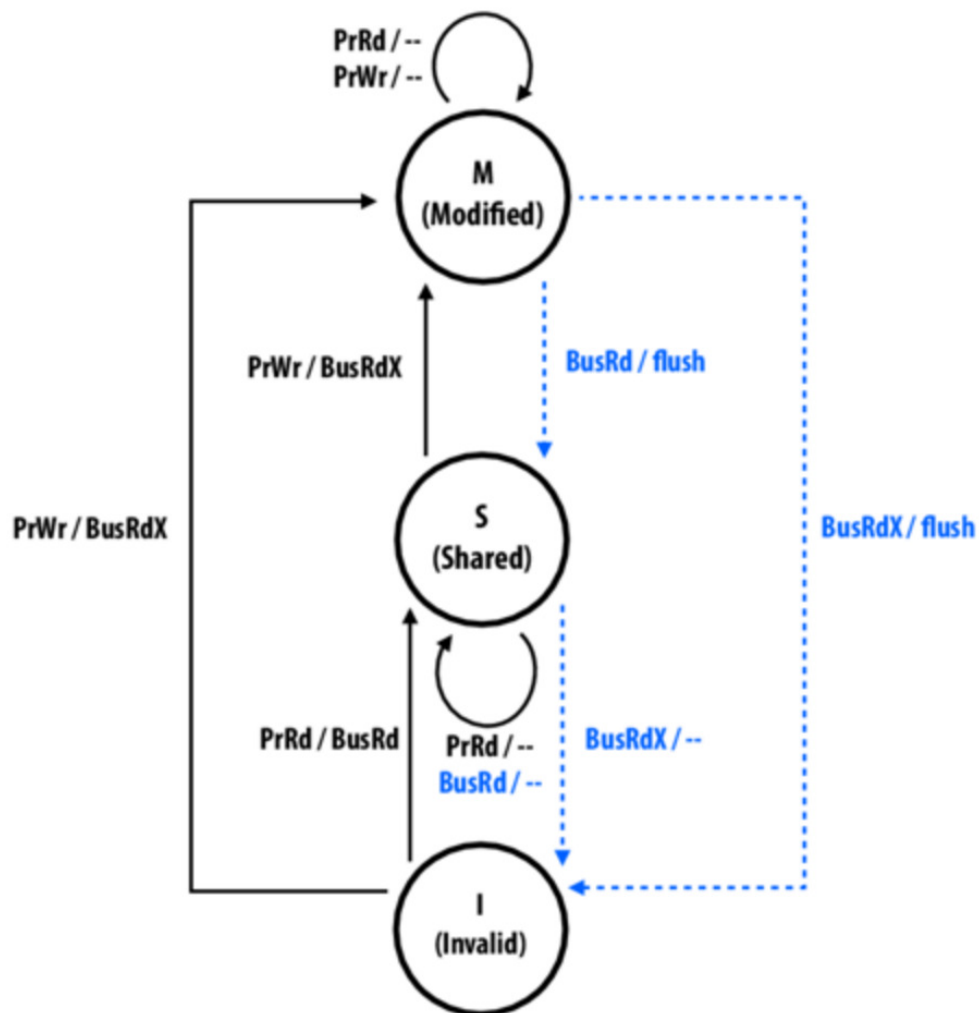 PrRd / --
PrWr / --
M
(Modified)
PrWr / BusRdX
BusRd / flush
S
(Shared)
PrWr / BusRdX
BusRdX / flush
PrRd / BusRd
PrRd / --
BusRdX / --
BusRd / --
I
(Invalid)